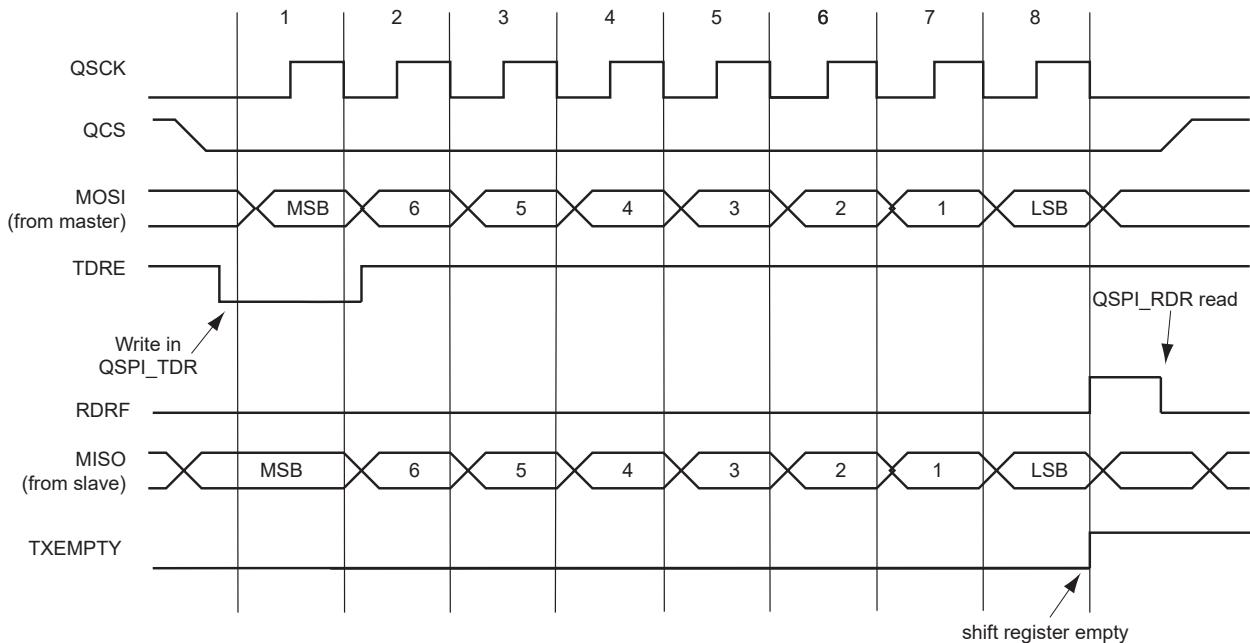 1 2 3 4 5 6 7 8
QSCK
QCS
MOSI
(from master)
MSB 6 5 4 3 2 1 LSB
TDRE
QSPI_RDR read
Write in
QSPI_TDR
RDRF
MISO
(from slave)
MSB 6 5 4 3 2 1 LSB
TXEMPTY
shift register empty